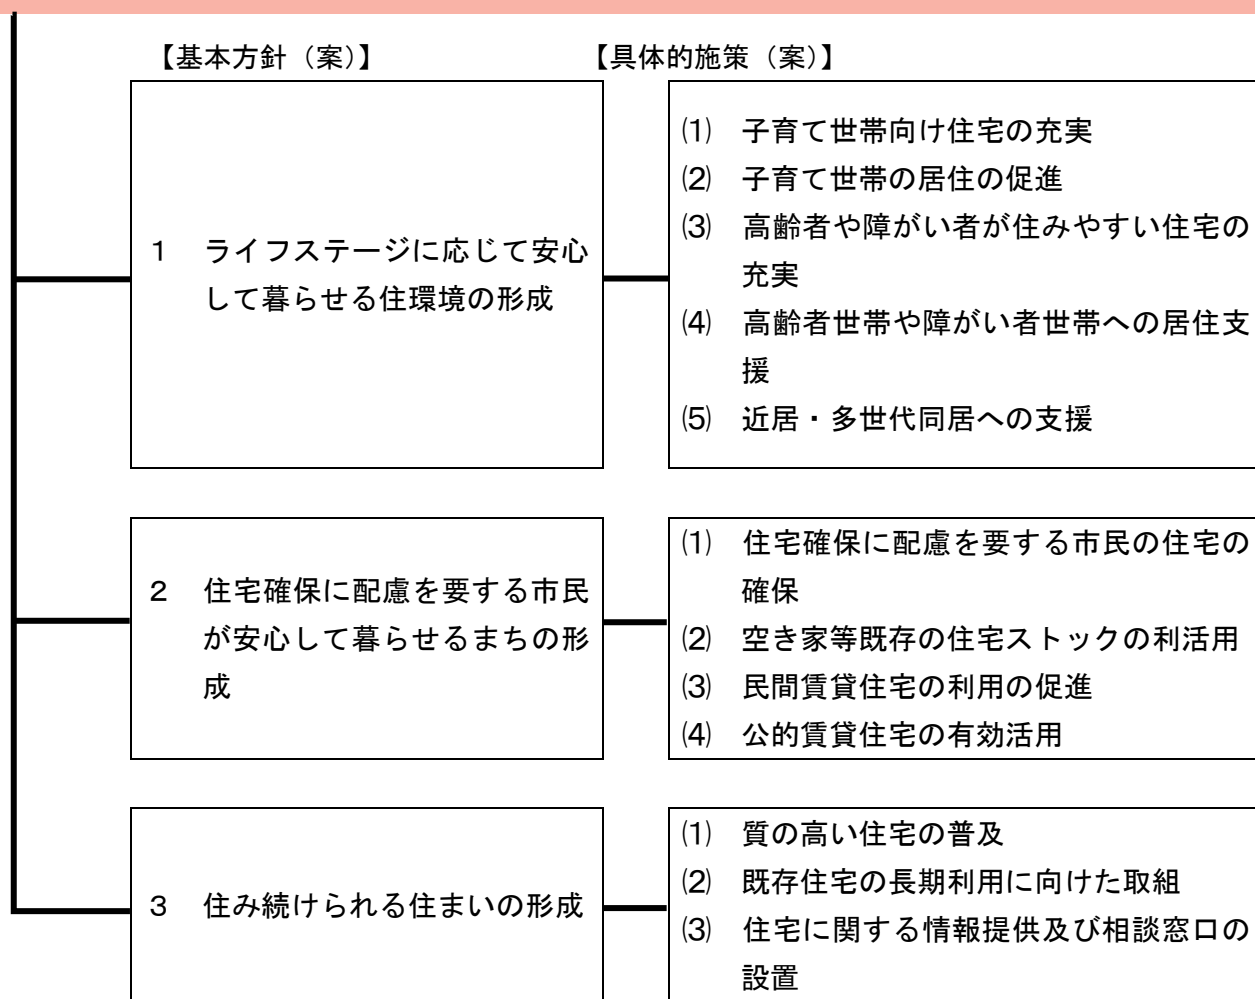 【基本方針（案）】
【具体的施策（案）】
１　ライフステージに応じて安心
して暮らせる住環境の形成
⑴　子育て世帯向け住宅の充実
⑵　子育て世帯の居住の促進
⑶　高齢者や障がい者が住みやすい住宅の
充実
⑷　高齢者世帯や障がい者世帯への居住支
援
⑸　近居・多世代同居への支援
２　住宅確保に配慮を要する市民
が安心して暮らせるまちの形
成
⑴　住宅確保に配慮を要する市民の住宅の
確保
⑵　空き家等既存の住宅ストックの利活用
⑶　民間賃貸住宅の利用の促進
⑷　公的賃貸住宅の有効活用
３　住み続けられる住まいの形成
⑴　質の高い住宅の普及
⑵　既存住宅の長期利用に向けた取組
⑶　住宅に関する情報提供及び相談窓口の
設置